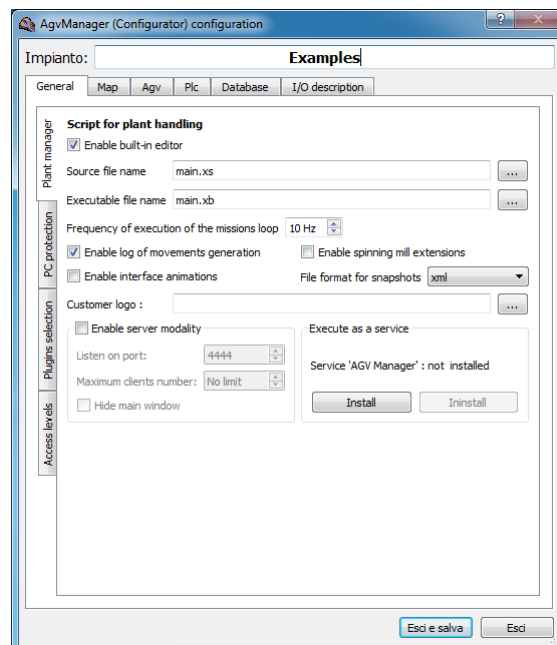 AgvManager (Configurator) configuration
?
Impianto: Examples
General Map Agv Plc Database I/O description
Plant manager
PC protection
Plugins selection
Access levels
Script for plant handling
Enable built-in editor
Source file name main.xs ...
Executable file name main.xb ...
Frequency of execution of the missions loop 10 Hz
Enable log of movements generation Enable spinning mill extensions
Enable interface animations File format for snapshots xml
Customer logo : ...
Enable server modality Execute as a service
Listen on port: 4444
Service 'AGV Manager' : not installed
Maximum clients number: No limit
Hide main window Install Ininstall
Esci e salva Esci